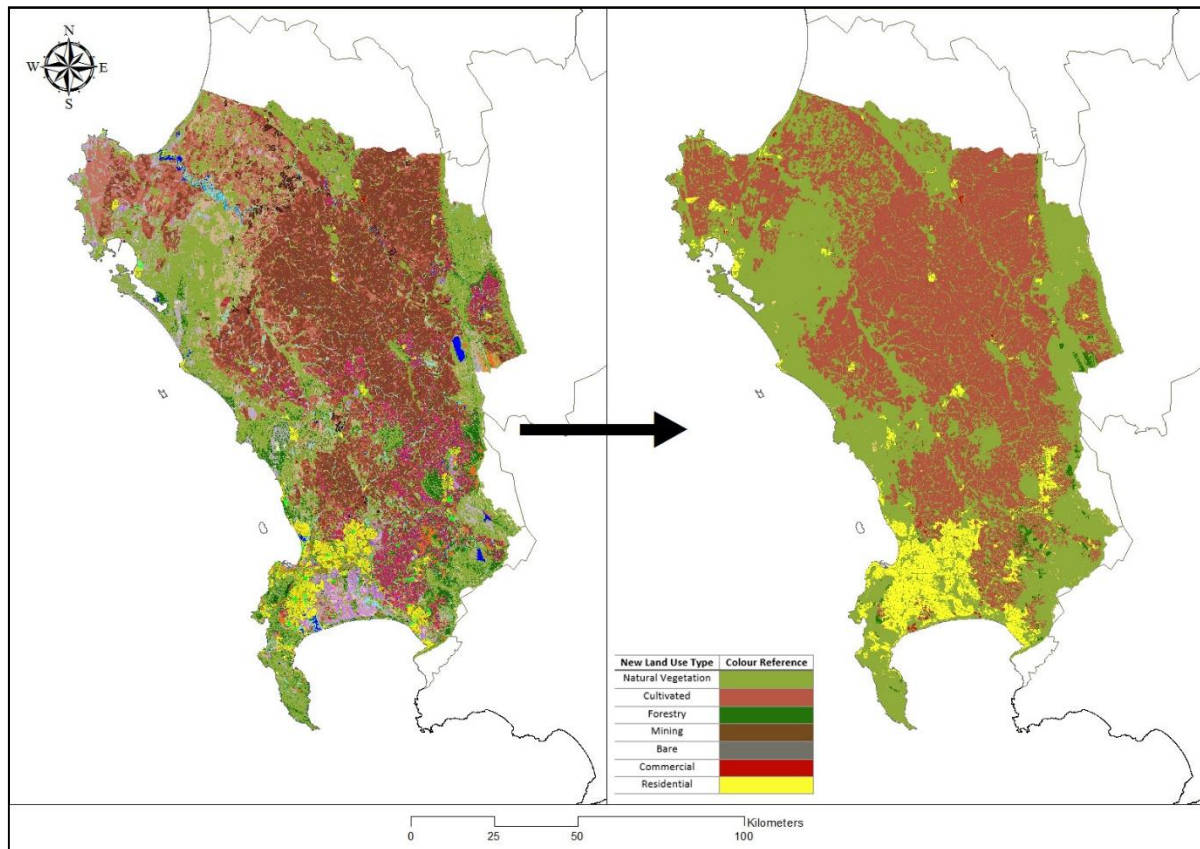 N
W E
S
New Land Use Type Colour Reference
Natural Vegetation
Cultivated
Forestry
Mining
Bare
Commercial
Residential
Kilometers
0 25 50 100